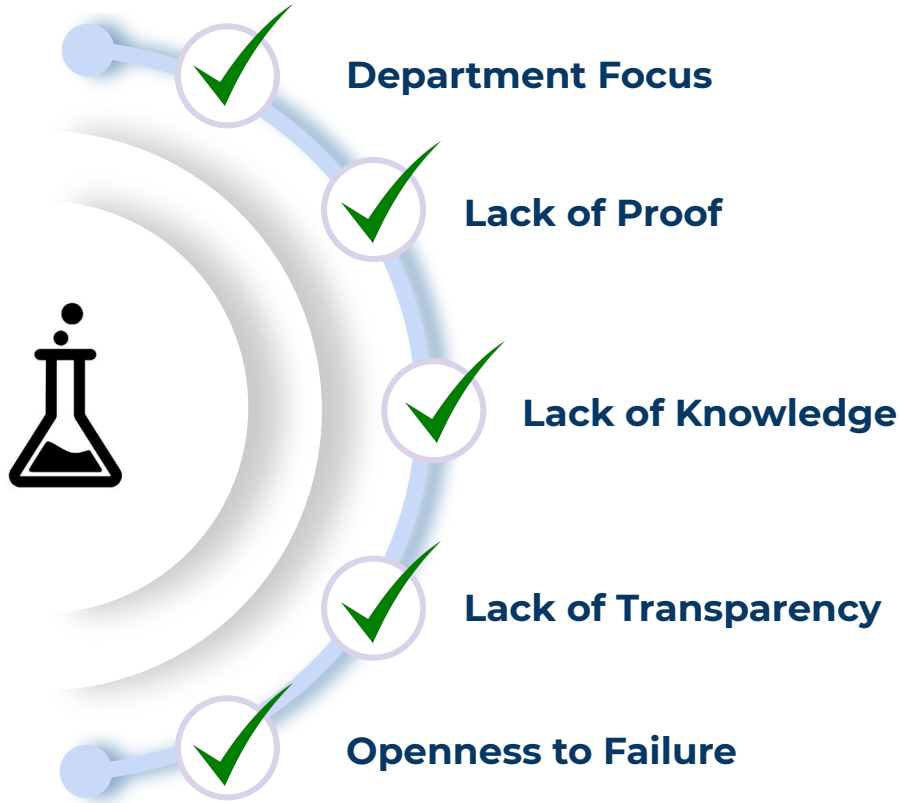 Department Focus
Lack of Proof
Lack of Knowledge
Lack of Transparency
Openness to Failure